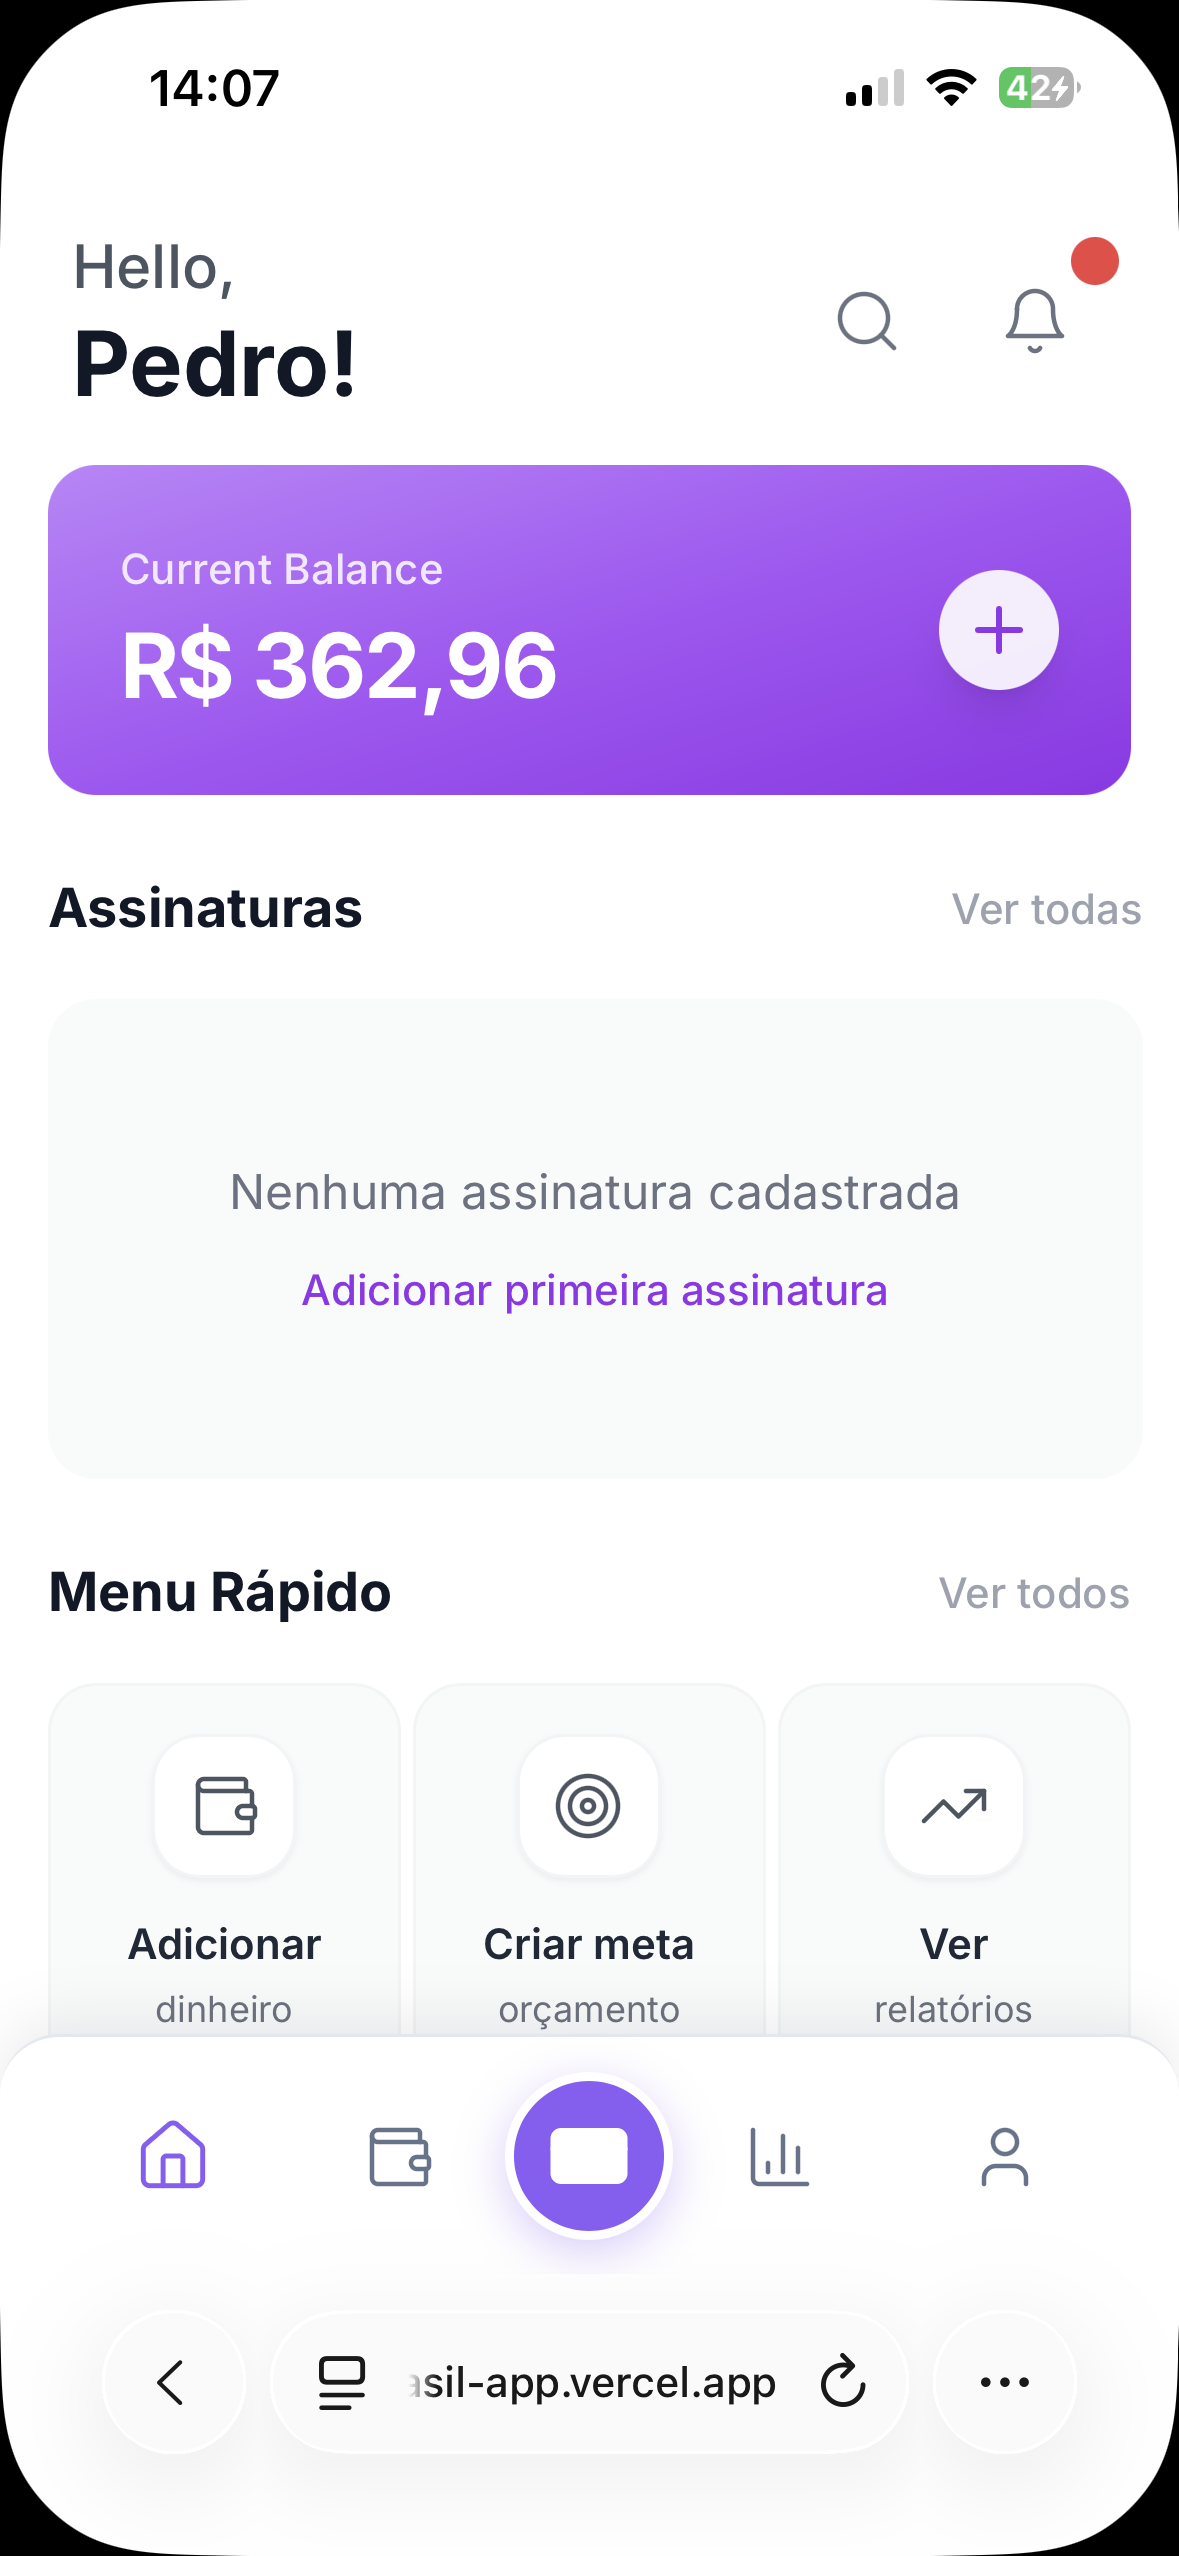 14:07
42
Hello,
Pedro!
Current Balance
R$ 362,96
Assinaturas
Ver todas
Nenhuma assinatura cadastrada
Adicionar primeira assinatura
Menu Rápido
Ver todos
Adicionar
dinheiro
Criar meta
orçamento
Ver
relatórios
asil-app.vercel.app